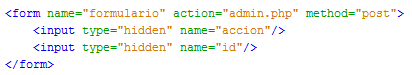 <form name="formulario" action="admin.php" method="post">
    <input type="hidden" name="accion"/>
    <input type="hidden" name="id"/>
</form>